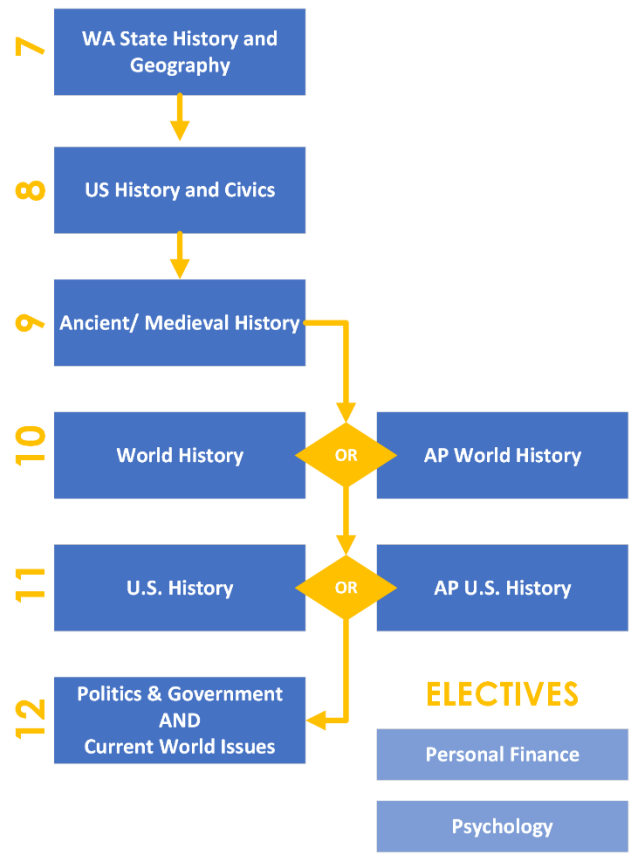 7
WA State History and
Geography
8
US History and Civics
9
Ancient/ Medieval History
10
World History
OR
AP World History
11
U.S. History
OR
AP U.S. History
12
Politics & Government
AND
Current World Issues
ELECTIVES
Personal Finance
Psychology